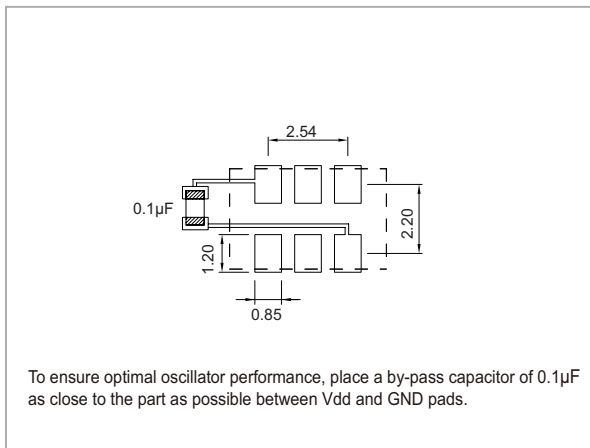 2.54
0.1µF
2.20
1.20
0.85
To ensure optimal oscillator performance, place a by-pass capacitor of 0.1µF
as close to the part as possible between Vdd and GND pads.